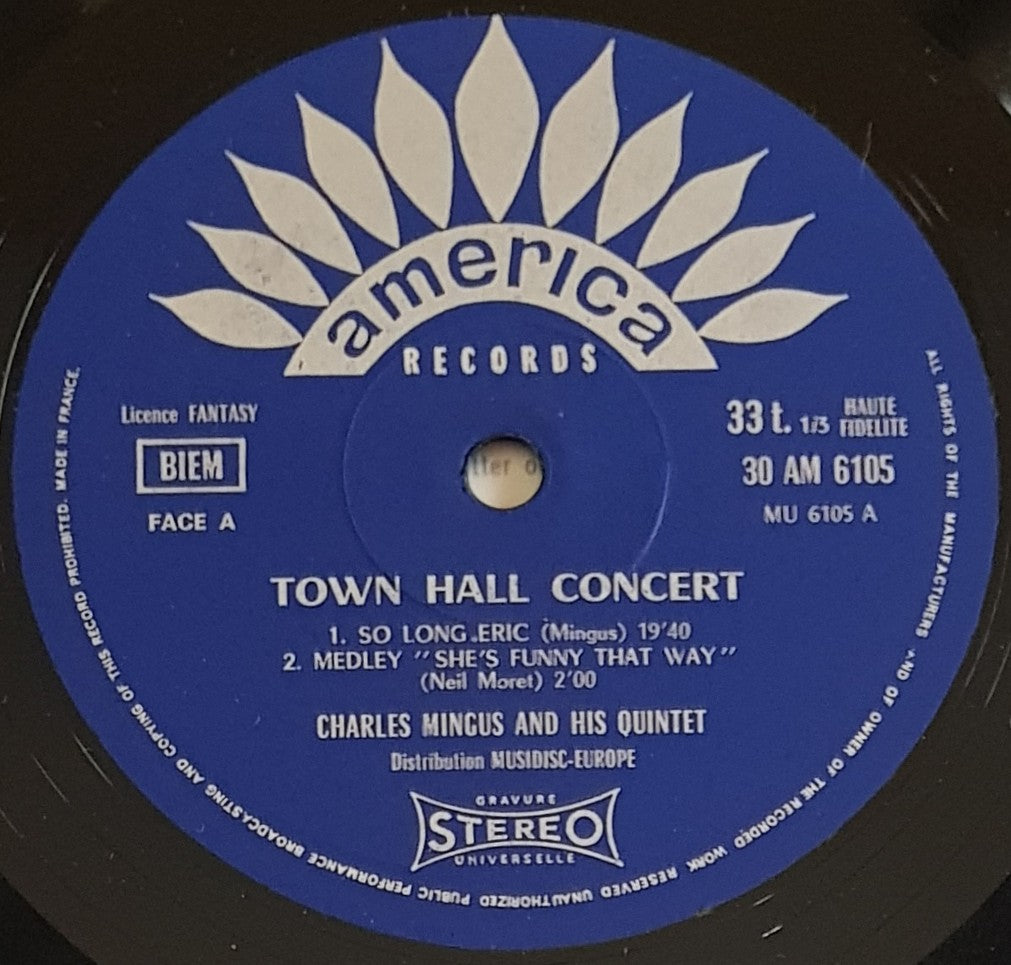 america
RECORDS
Licence FANTASY
BIEM
FACE A
33 t. 1/3 HAUTE FIDELITE
30 AM 6105
MU 6105 A
TOWN HALL CONCERT
1. SO LONG ERIC (Mingus) 19'40
2. MEDLEY "SHE'S FUNNY THAT WAY"
(Neil Moret) 2'00
CHARLES MINGUS AND HIS QUINTET
Distribution MUSIDISC-EUROPE
GRAVURE
STEREO
UNIVERSELLE
ALL RIGHTS OF THE MANUFACTURERS AND OF OWNER OF THE RECORDED WORK RESERVED UNAUTHORIZED PUBLIC PERFORMANCE BROADCASTING AND COPYING OF THIS RECORD PROHIBITED. MADE IN FRANCE.